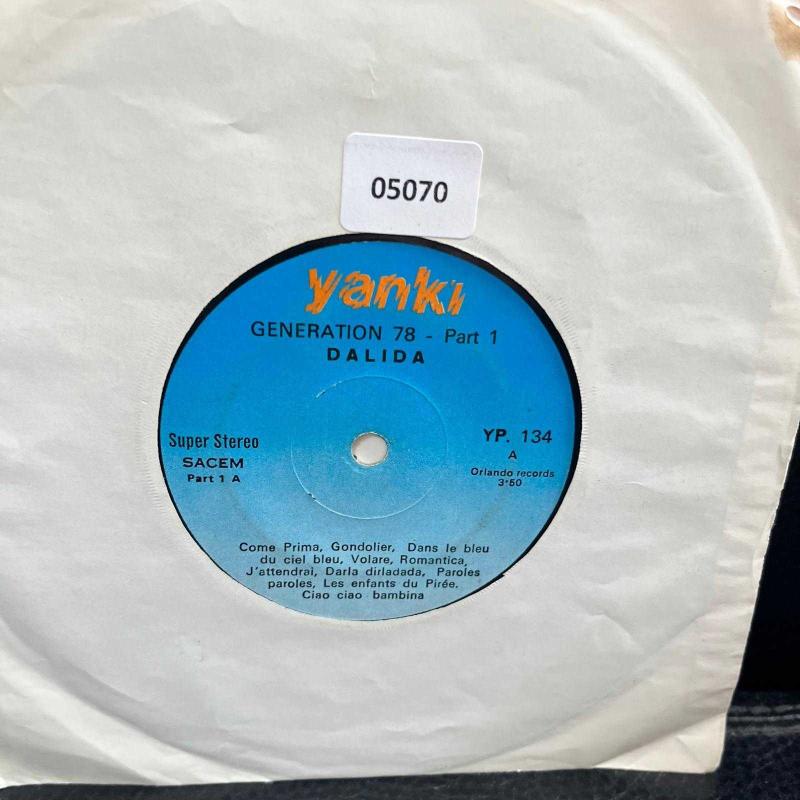 05070
yanki
GENERATION 78 - Part 1
DALIDA
Super Stereo
SACEM
Part 1 A
YP. 134
A
Orlando records
3'50
Come Prima, Gondolier, Dans le bleu
du ciel bleu, Volare, Romantica,
J'attendrai, Darla dirladada, Paroles
paroles, Les enfants du Pirée.
Ciao ciao bambina